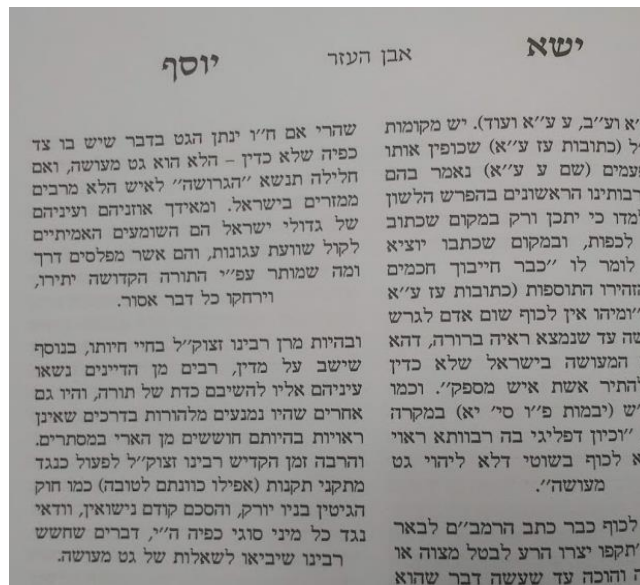 ישא
אבן העזר
יוסף
״א וע״ב, ע ע״א ועוד). יש מקומות
״ל (כתובות עז ע״א) שכופין אותו
פעמים (שם ע ע״א) נאמר בהם
רבותינו הראשונים בהפרש הלשון
למדו כי יתכן ורק במקום שכתוב
לכפות, ובמקום שכתבו יוציא
לומר לו ״כבר חייבוך חכמים
הזהירו התוספות (כתובות עז ע״א
״ומיהו אין לכוף שום אדם לגרש
שה עד שנמצא ראיה ברורה, דהא
המעושה בישראל שלא כדין
להתיר אשת איש מספק״. וכמו
״ש (יבמות פ״ו סי׳ יא) במקרה
״וכיון דפליגי בה רבוותא ראוי
א לכוף בשוטי דלא ליהוי גט
מעושה״.
לכוף כבר כתב הרמב״ם לבאר
״תקפו יצרו הרע לבטל מצוה או
ה והוכה עד שעשה דבר שהוא
שהרי אם ח״ו ינתן הגט בדבר שיש בו צד
כפיה שלא כדין – הלא הוא גט מעושה, ואם
חלילה תנשא ״הגרושה״ לאיש הלא מרבים
ממזרים בישראל. ומאידך אוזניהם ועיניהם
של גדולי ישראל הם השומעים האמיתיים
לקול שוועת עגונות, והם אשר מפלסים דרך
ומה שמותר עפ״י התורה הקדושה יתירו,
וירחקו כל דבר אסור.
ובהיות מרן רבינו זצוק״ל בחיי חיותו, בנוסף
שישב על מדין, רבים מן הדיינים נשאו
עיניהם אליו להשיבם כדת של תורה, והיו גם
אחרים שהיו נמנעים מלהורות בדרכים שאינן
ראויות בהיותם חוששים מן הארי במסתרים.
והרבה זמן הקדיש רבינו זצוק״ל לפעול כנגד
מתקני תקנות (אפילו כוונתם לטובה) כמו חוק
הגיטין בניו יורק, והסכם קודם נישואין, וודאי
נגד כל מיני סוגי כפיה ה״י, דברים שחשש
רבינו שיביאו לשאלות של גט מעושה.